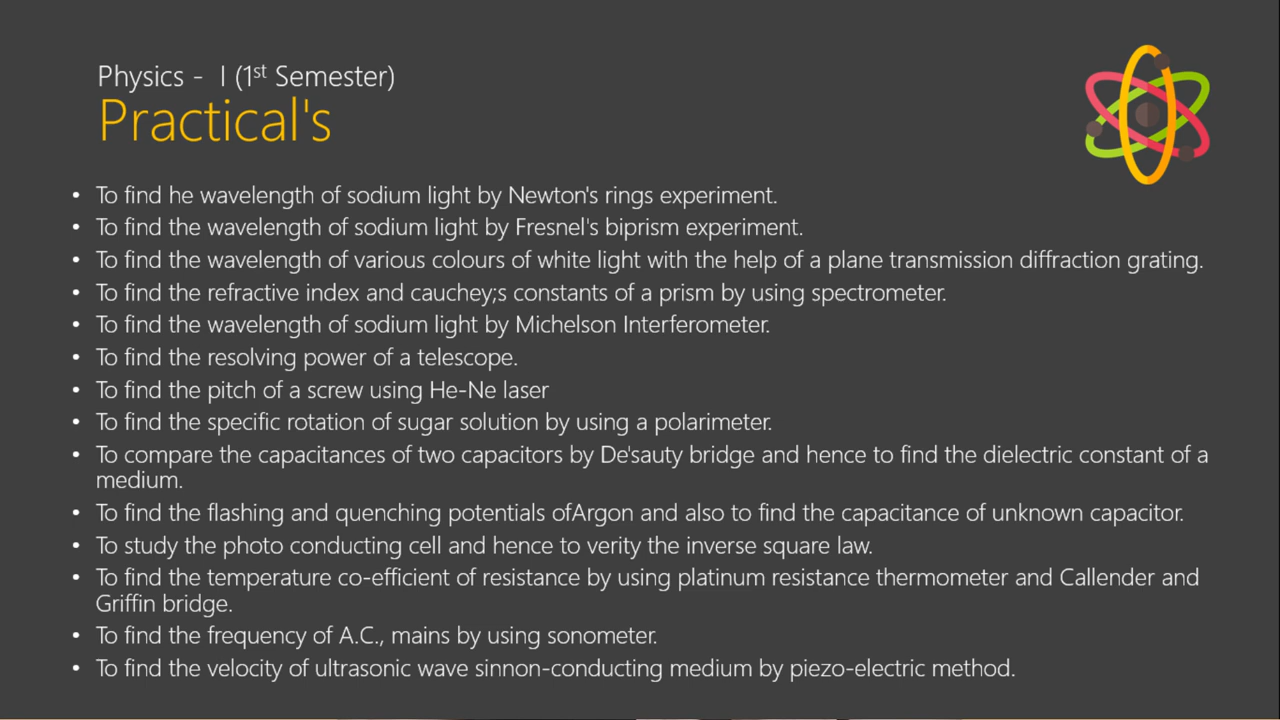 Physics -  I (1st Semester)
Practical's
• To find he wavelength of sodium light by Newton's rings experiment.
• To find the wavelength of sodium light by Fresnel's biprism experiment.
• To find the wavelength of various colours of white light with the help of a plane transmission diffraction grating.
• To find the refractive index and cauchey;s constants of a prism by using spectrometer.
• To find the wavelength of sodium light by Michelson Interferometer.
• To find the resolving power of a telescope.
• To find the pitch of a screw using He-Ne laser
• To find the specific rotation of sugar solution by using a polarimeter.
• To compare the capacitances of two capacitors by De'sauty bridge and hence to find the dielectric constant of a
medium.
• To find the flashing and quenching potentials ofArgon and also to find the capacitance of unknown capacitor.
• To study the photo conducting cell and hence to verity the inverse square law.
• To find the temperature co-efficient of resistance by using platinum resistance thermometer and Callender and
Griffin bridge.
• To find the frequency of A.C., mains by using sonometer.
• To find the velocity of ultrasonic wave sinnon-conducting medium by piezo-electric method.